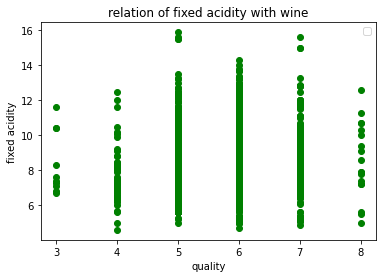 relation of fixed acidity with wine
fixed acidity
16
14
12
10
8
6
3 4 5 6 7 8
quality